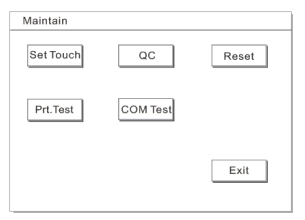 Maintain
Set Touch QC Reset
Prt.Test COM Test
Exit